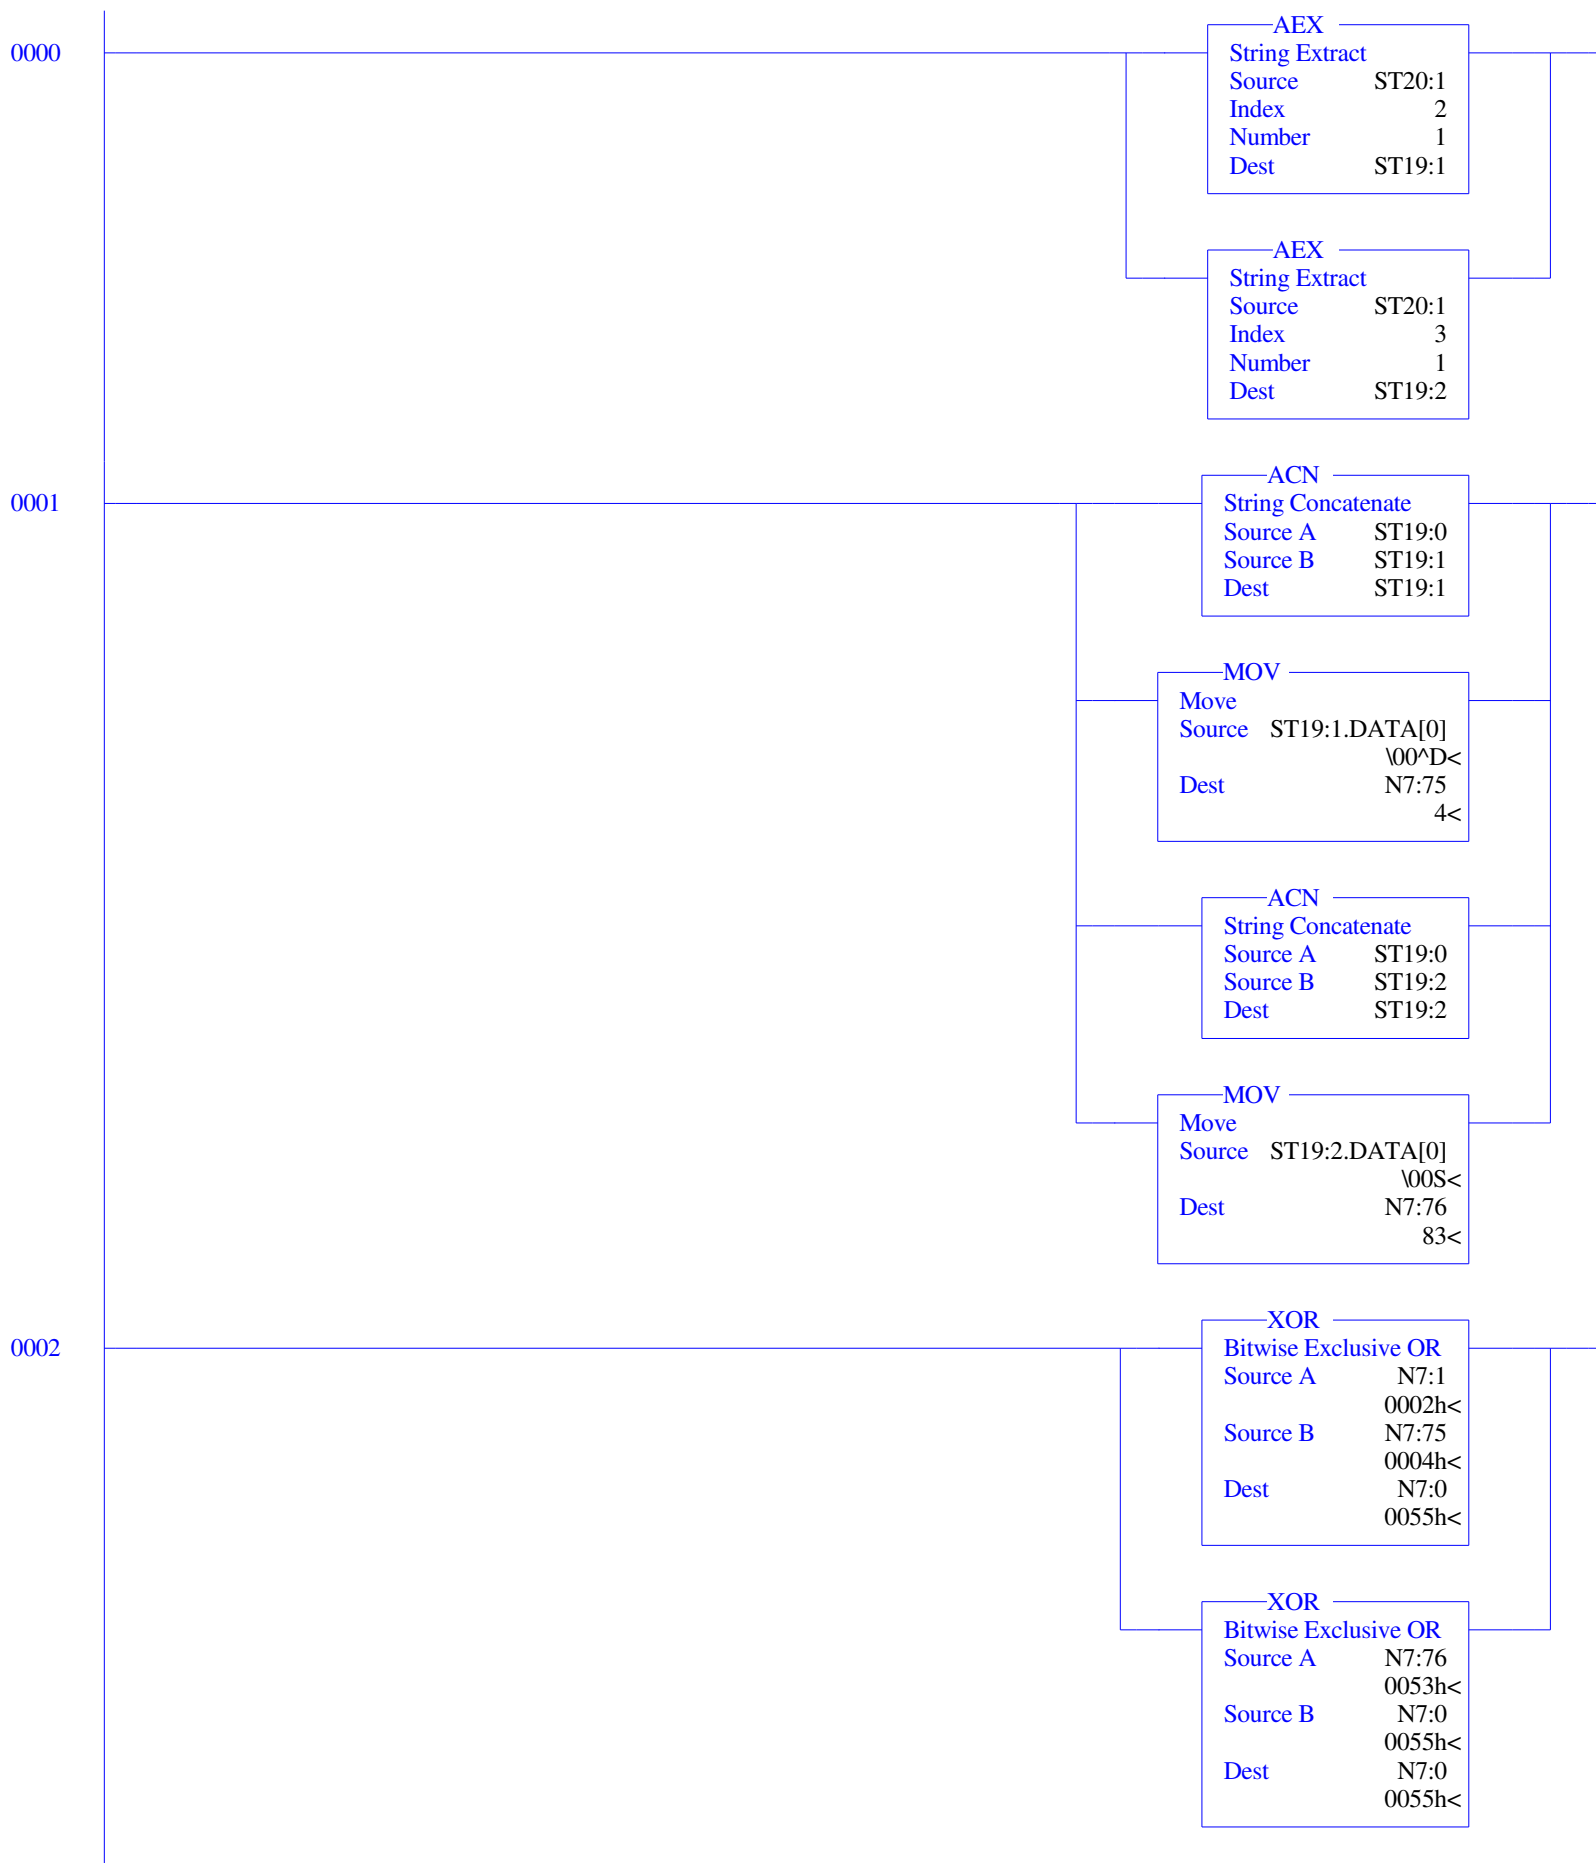 0000
AEX
String Extract
Source ST20:1
Index 2
Number 1
Dest ST19:1
AEX
String Extract
Source ST20:1
Index 3
Number 1
Dest ST19:2
0001
ACN
String Concatenate
Source A ST19:0
Source B ST19:1
Dest ST19:1
MOV
Move
Source ST19:1.DATA[0]
\00^D<
Dest N7:75
4<
ACN
String Concatenate
Source A ST19:0
Source B ST19:2
Dest ST19:2
MOV
Move
Source ST19:2.DATA[0]
\00S<
Dest N7:76
83<
0002
XOR
Bitwise Exclusive OR
Source A N7:1
0002h<
Source B N7:75
0004h<
Dest N7:0
0055h<
XOR
Bitwise Exclusive OR
Source A N7:76
0053h<
Source B N7:0
0055h<
Dest N7:0
0055h<